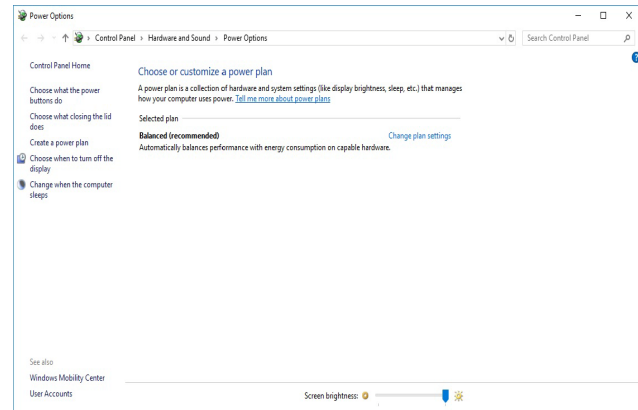 Power Options
Control Panel > Hardware and Sound > Power Options
Search Control Panel
Control Panel Home
Choose what the power
buttons do
Choose what closing the lid
does
Create a power plan
Choose when to turn off the
display
Change when the computer
sleeps
Choose or customize a power plan
A power plan is a collection of hardware and system settings (like display brightness, sleep, etc.) that manages
how your computer uses power. Tell me more about power plans
Selected plan
Balanced (recommended)
Change plan settings
Automatically balances performance with energy consumption on capable hardware.
See also
Windows Mobility Center
User Accounts
Screen brightness: